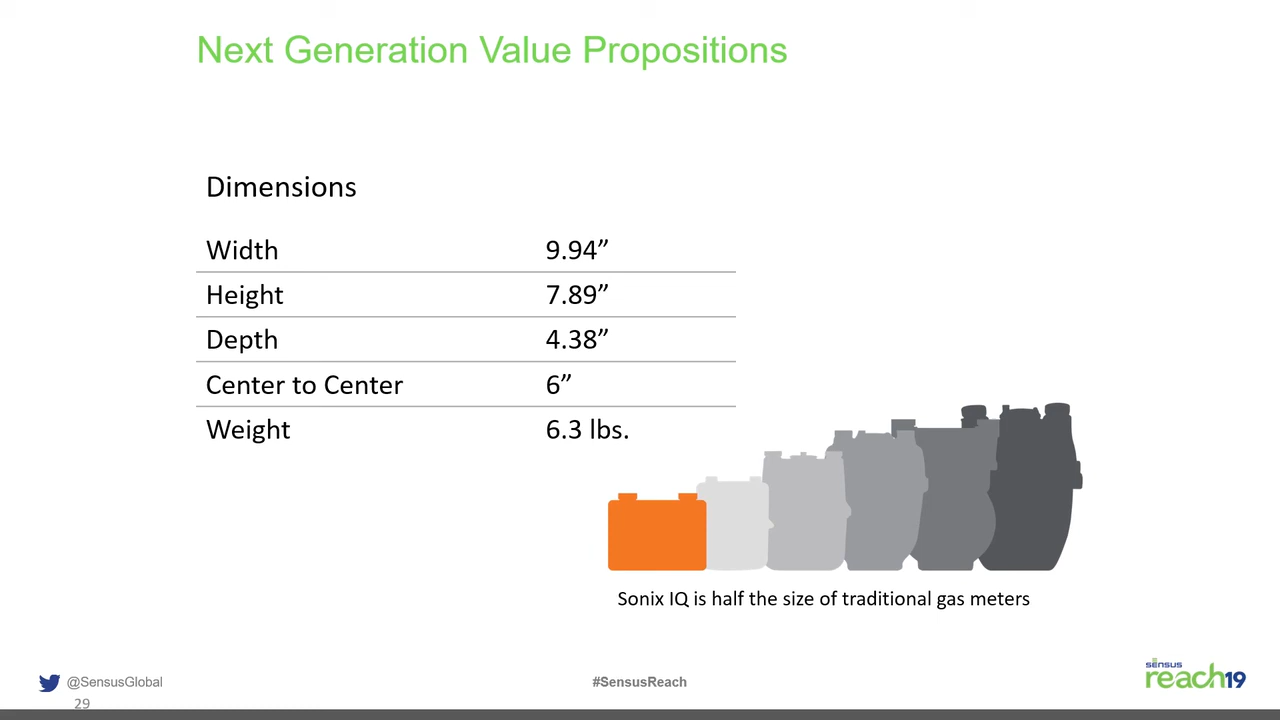 Next Generation Value Propositions
Dimensions
Width 9.94”
Height 7.89”
Depth 4.38”
Center to Center 6”
Weight 6.3 lbs.
Sonix IQ is half the size of traditional gas meters
@SensusGlobal
#SensusReach
sensus
reach19
29